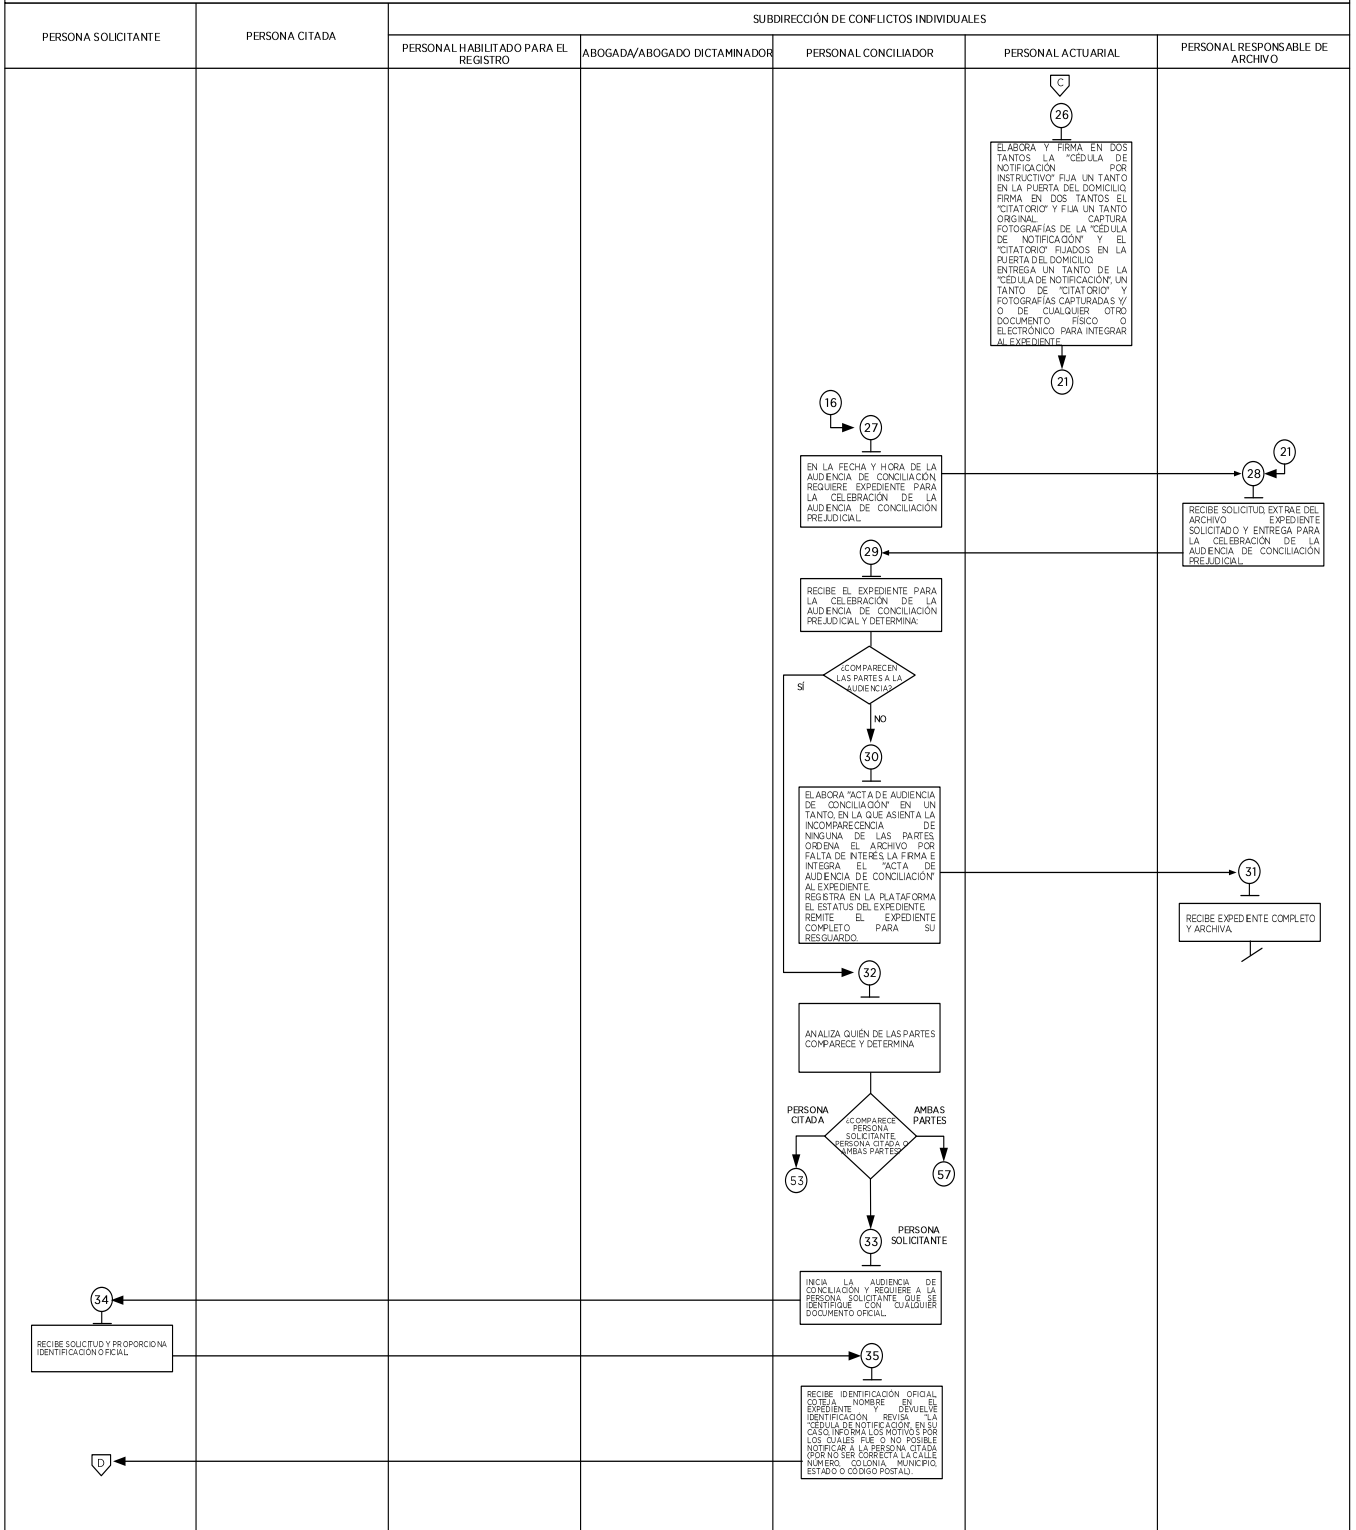 SUBDIRECCIÓN DE CONFLICTOS INDIVIDUALES
PERSONA SOLICITANTE
PERSONA CITADA
PERSONAL HABILITADO PARA EL
REGISTRO
ABOGADA/ABOGADO DICTAMINADOR
PERSONAL CONCILIADOR
PERSONAL ACTUARIAL
PERSONAL RESPONSABLE DE
ARCHIVO
C
26
ELABORA Y FIRMA EN DOS
TANTOS LA "CÉDULA DE
NOTIFICACIÓN POR
INSTRUCTIVO" FIJA UN TANTO
EN LA PUERTA DEL DOMICILIO,
FIRMA EN DOS TANTOS EL
"CITATORIO" Y FIJA UN TANTO
ORIGINAL. CAPTURA
FOTOGRAFÍAS DE LA "CÉDULA
DE NOTIFICACIÓN" Y EL
"CITATORIO" FIJADOS EN LA
PUERTA DEL DOMICILIO.
ENTREGA UN TANTO DE LA
"CÉDULA DE NOTIFICACIÓN", UN
TANTO DE "CITATORIO" Y
FOTOGRAFÍAS CAPTURADAS Y/
O DE CUALQUIER OTRO
DOCUMENTO FÍSICO O
ELECTRÓNICO PARA INTEGRAR
AL EXPEDIENTE.
21
16
27
EN LA FECHA Y HORA DE LA
AUDIENCIA DE CONCILIACIÓN,
REQUIERE EXPEDIENTE PARA
LA CELEBRACIÓN DE LA
AUDIENCIA DE CONCILIACIÓN
PREJUDICIAL.
21
28
RECIBE SOLICITUD, EXTRAE DEL
ARCHIVO EXPEDIENTE
SOLICITADO Y ENTREGA PARA
LA CELEBRACIÓN DE LA
AUDIENCIA DE CONCILIACIÓN
PREJUDICIAL.
29
RECIBE EL EXPEDIENTE PARA
LA CELEBRACIÓN DE LA
AUDIENCIA DE CONCILIACIÓN
PREJUDICIAL Y DETERMINA:
¿COMPARECEN
LAS PARTES A LA
AUDIENCIA?
SÍ
NO
30
ELABORA "ACTA DE AUDIENCIA
DE CONCILIACIÓN" EN UN
TANTO, EN LA QUE ASIENTA LA
INCOMPARECENCIA DE
NINGUNA DE LAS PARTES,
ORDENA EL ARCHIVO POR
FALTA DE INTERÉS, LA FIRMA E
INTEGRA EL "ACTA DE
AUDIENCIA DE CONCILIACIÓN"
AL EXPEDIENTE.
REGISTRA EN LA PLATAFORMA
EL ESTATUS DEL EXPEDIENTE.
REMITE EL EXPEDIENTE
COMPLETO PARA SU
RESGUARDO.
31
RECIBE EXPEDIENTE COMPLETO
Y ARCHIVA.
32
ANALIZA QUIÉN DE LAS PARTES
COMPARECE Y DETERMINA
PERSONA
CITADA
¿COMPARECE
PERSONA
SOLICITANTE,
PERSONA CITADA O
AMBAS PARTES?
AMBAS
PARTES
53
57
33
PERSONA
SOLICITANTE
INICIA LA AUDIENCIA DE
CONCILIACIÓN Y REQUIERE A LA
PERSONA SOLICITANTE QUE SE
IDENTIFIQUE CON CUALQUIER
DOCUMENTO OFICIAL.
34
RECIBE SOLICITUD Y PROPORCIONA
IDENTIFICACIÓN OFICIAL.
35
RECIBE IDENTIFICACIÓN OFICIAL,
COTEJA NOMBRE EN EL
EXPEDIENTE Y DEVUELVE
IDENTIFICACIÓN REVISA "LA
"CÉDULA DE NOTIFICACIÓN", EN SU
CASO, INFORMA LOS MOTIVOS POR
LOS CUALES FUE O NO POSIBLE
NOTIFICAR A LA PERSONA CITADA
(POR NO SER CORRECTA LA CALLE,
NÚMERO, COLONIA, MUNICIPIO,
ESTADO O CÓDIGO POSTAL).
D